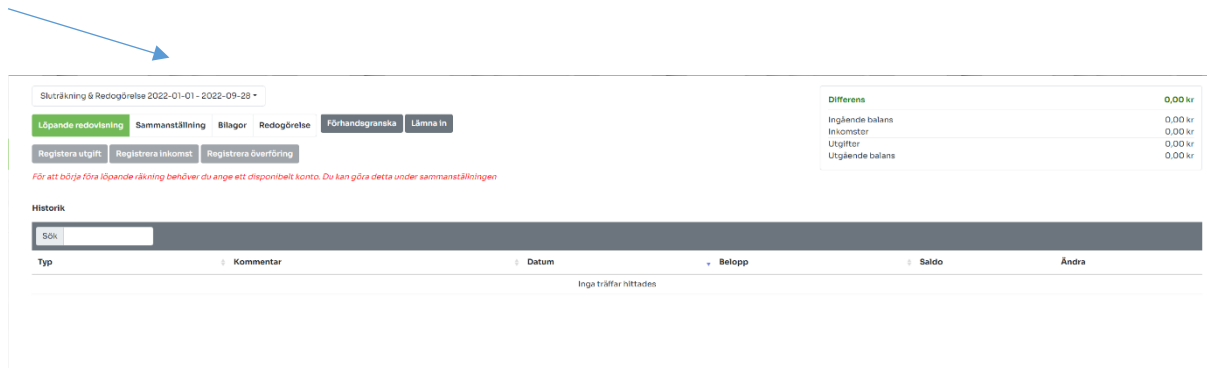 Sluträkning & Redogörelse 2022-01-01 - 2022-09-28
Löpande redovisning Sammanställning Bilagor Redogörelse Förhandsgranska Lämna in
Registera utgift Registrera inkomst Registrera överföring
För att börja föra löpande räkning behöver du ange ett disponibelt konto. Du kan göra detta under sammanställningen
Differens 0,00 kr
Ingående balans 0,00 kr
Inkomster 0,00 kr
Utgifter 0,00 kr
Utgående balans 0,00 kr
Historik
Sök
Typ Kommentar Datum Belopp Saldo Ändra
Inga träffar hittades